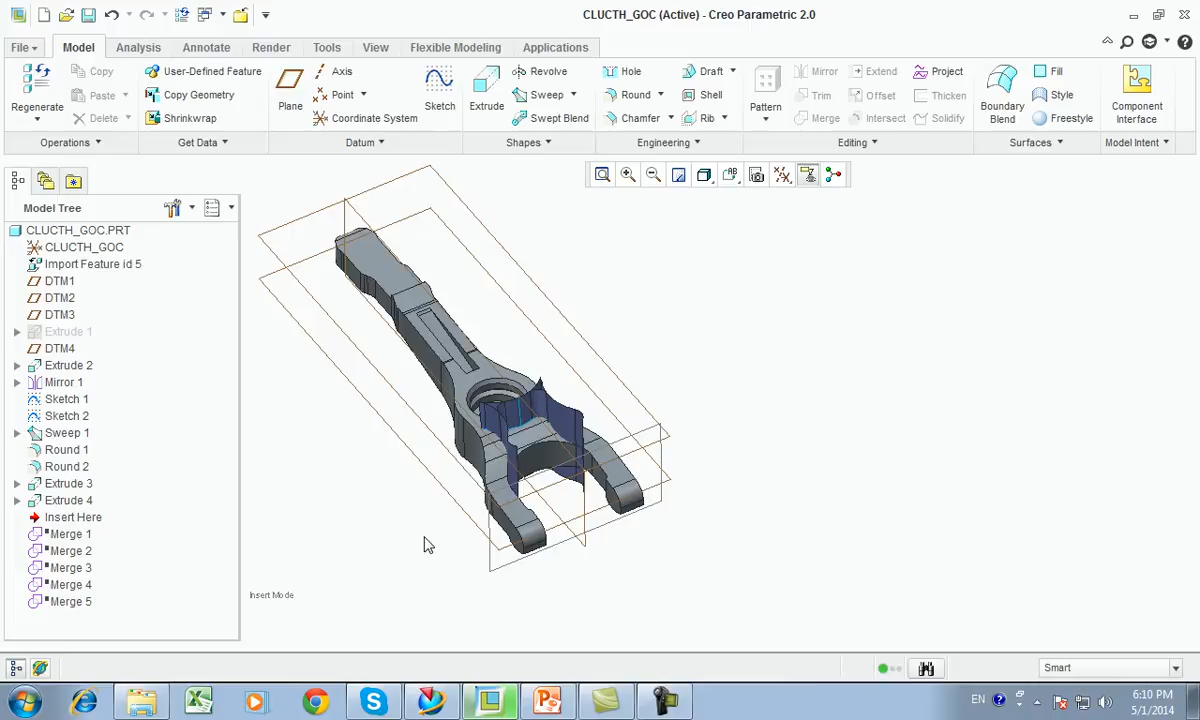 CLUCTH_GOC (Active) - Creo Parametric 2.0
File Model Analysis Annotate Render Tools View Flexible Modeling Applications
Regenerate
Copy
Paste
Delete
Operations
User-Defined Feature
Copy Geometry
Shrinkwrap
Get Data
Plane
Axis
Point
Coordinate System
Sketch
Datum
Extrude
Revolve
Sweep
Swept Blend
Shapes
Hole
Round
Chamfer
Draft
Shell
Rib
Engineering
Pattern
Mirror
Trim
Merge
Extend
Offset
Intersect
Project
Thicken
Solidify
Editing
Boundary
Blend
Fill
Style
Freestyle
Surfaces
Component
Interface
Model Intent
Model Tree
CLUCTH_GOC.PRT
CLUCTH_GOC
Import Feature id 5
DTM1
DTM2
DTM3
Extrude 1
DTM4
Extrude 2
Mirror 1
Sketch 1
Sketch 2
Sweep 1
Round 1
Round 2
Extrude 3
Extrude 4
Insert Here
Merge 1
Merge 2
Merge 3
Merge 4
Merge 5
Insert Mode
Smart
EN
6:10 PM
5/1/2014